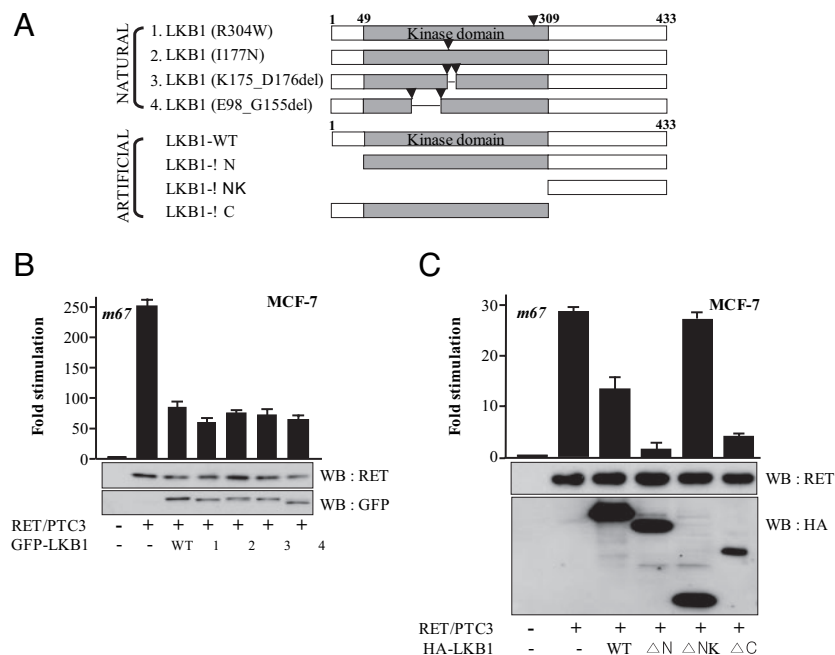 A
1 49 309 433
NATURAL
1. LKB1 (R304W)
Kinase domain
2. LKB1 (I177N)
3. LKB1 (K175_D176del)
4. LKB1 (E98_G155del)
1 433
ARTIFICIAL
LKB1-WT
Kinase domain
LKB1-! N
LKB1-! NK
LKB1-! C
B
m67 MCF-7
Fold stimulation
250
200
150
100
50
0
WB : RET
WB : GFP
RET/PTC3 - + + + + + +
GFP-LKB1 - - WT 1 2 3 4
C
m67 MCF-7
Fold stimulation
30
20
10
0
WB : RET
WB : HA
RET/PTC3 - + + + + +
HA-LKB1 - - WT △N △NK △C